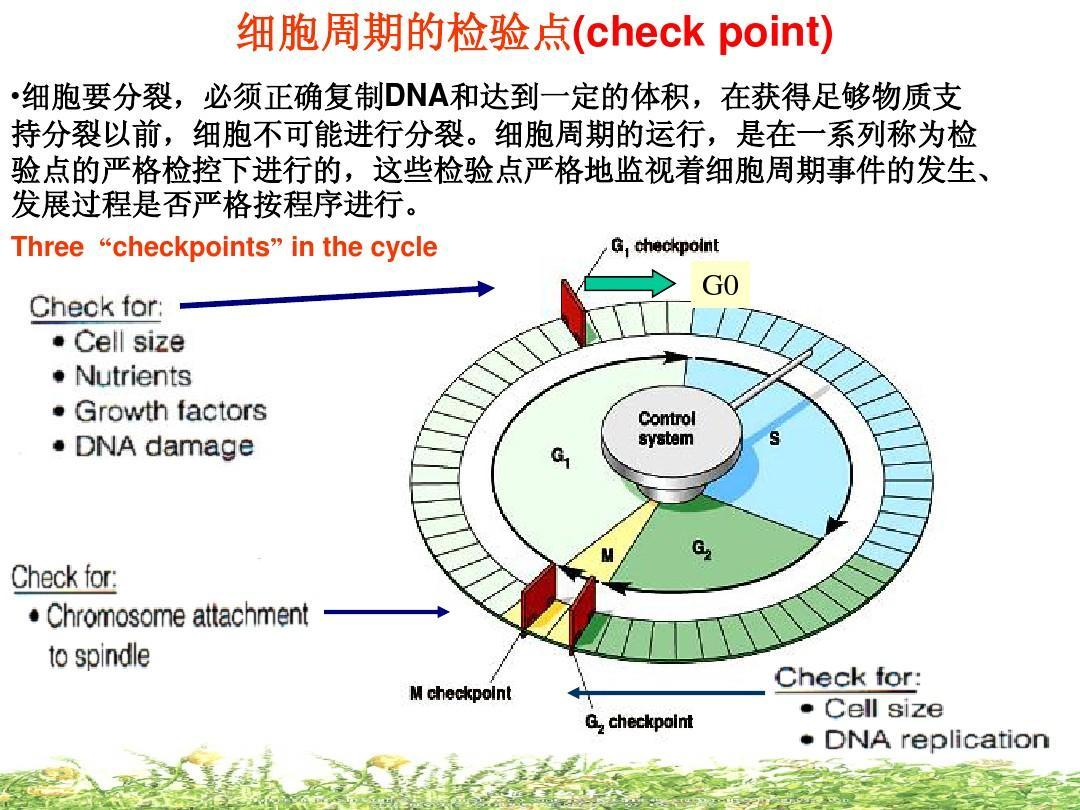 细胞周期的检验点(check point)
•细胞要分裂，必须正确复制DNA和达到一定的体积，在获得足够物质支
持分裂以前，细胞不可能进行分裂。细胞周期的运行，是在一系列称为检
验点的严格检控下进行的，这些检验点严格地监视着细胞周期事件的发生、
发展过程是否严格按程序进行。
Three “checkpoints” in the cycle
G1 checkpoint
G0
Check for:
• Cell size
• Nutrients
• Growth factors
• DNA damage
Control
system
S
G1
M
G2
Check for:
• Chromosome attachment
to spindle
M checkpoint
G2 checkpoint
Check for:
• Cell size
• DNA replication